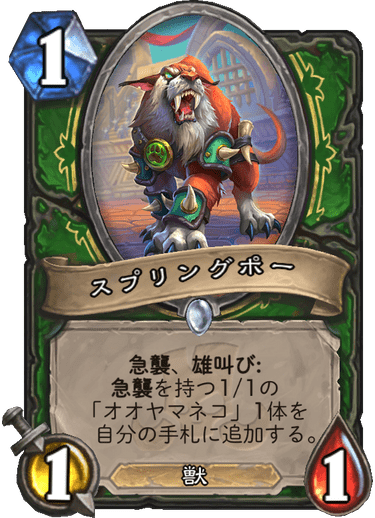 1
スプリングポー
急襲、雄叫び:
急襲を持つ1/1の
「オオヤマネコ」1体を
自分の手札に追加する。
獣
1
1